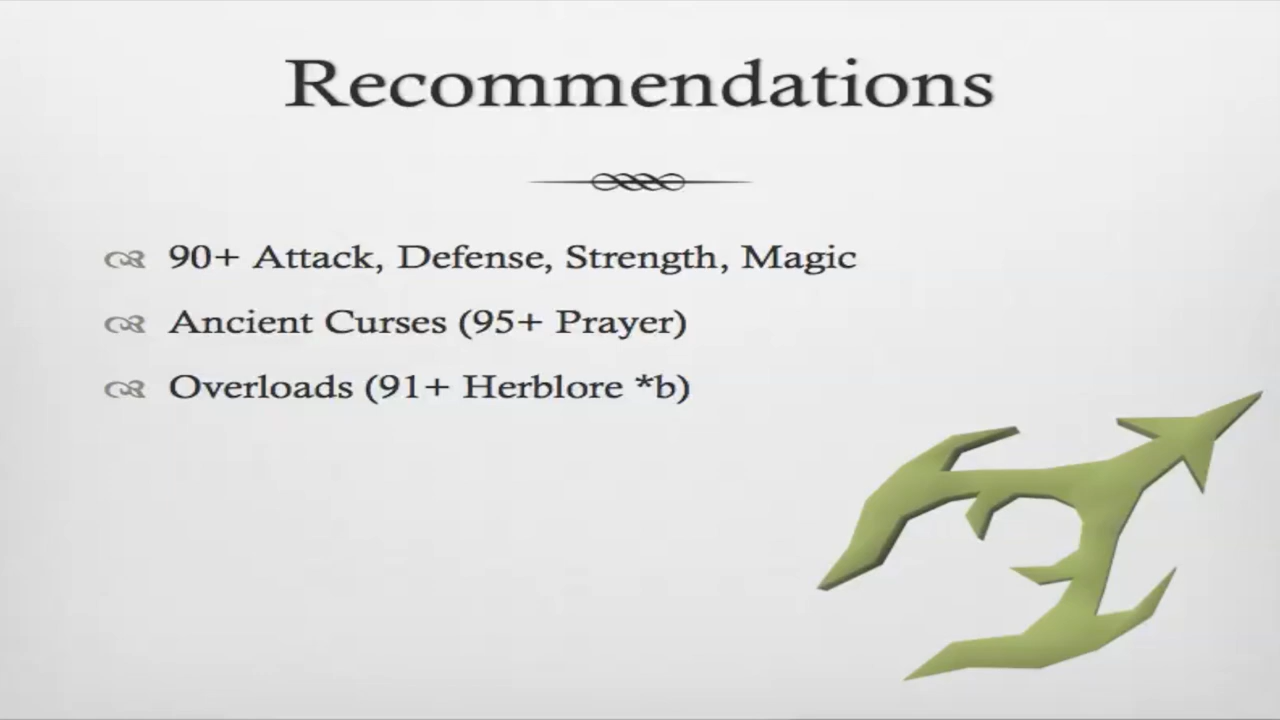 Recommendations
90+ Attack, Defense, Strength, Magic
Ancient Curses (95+ Prayer)
Overloads (91+ Herblore *b)